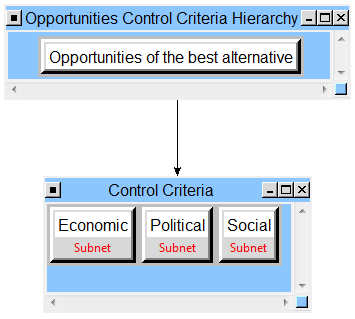 Opportunities Control Criteria Hierarchy
Opportunities of the best alternative
Control Criteria
Economic Political Social
Subnet Subnet Subnet